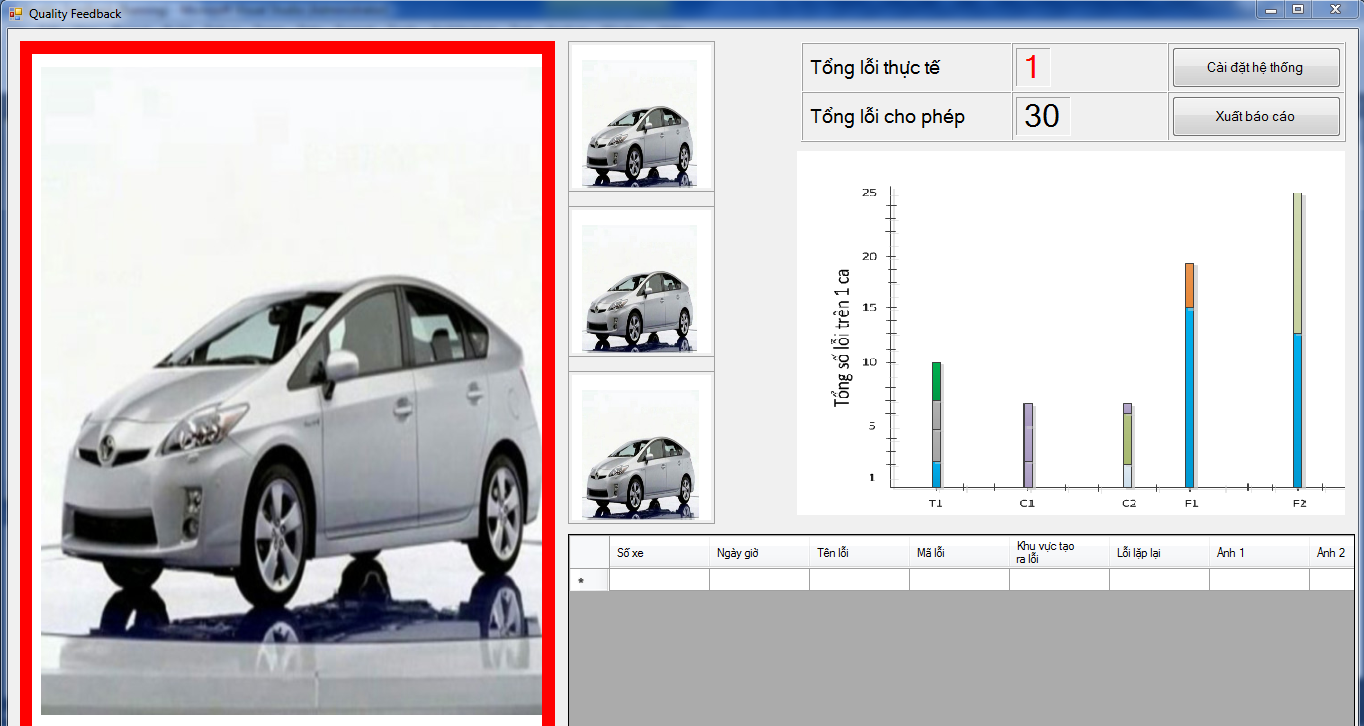 Quality Feedback
Tổng lỗi thực tế
1
Cài đặt hệ thống
Tổng lỗi cho phép
30
Xuất báo cáo
Tổng số lỗi trên 1 ca
25
20
15
10
5
1
T1
C1
C2
F1
F2
Số xe
Ngày giờ
Tên lỗi
Mã lỗi
Khu vực tạo
ra lỗi
Lỗi lặp lại
Ảnh 1
Ảnh 2
*